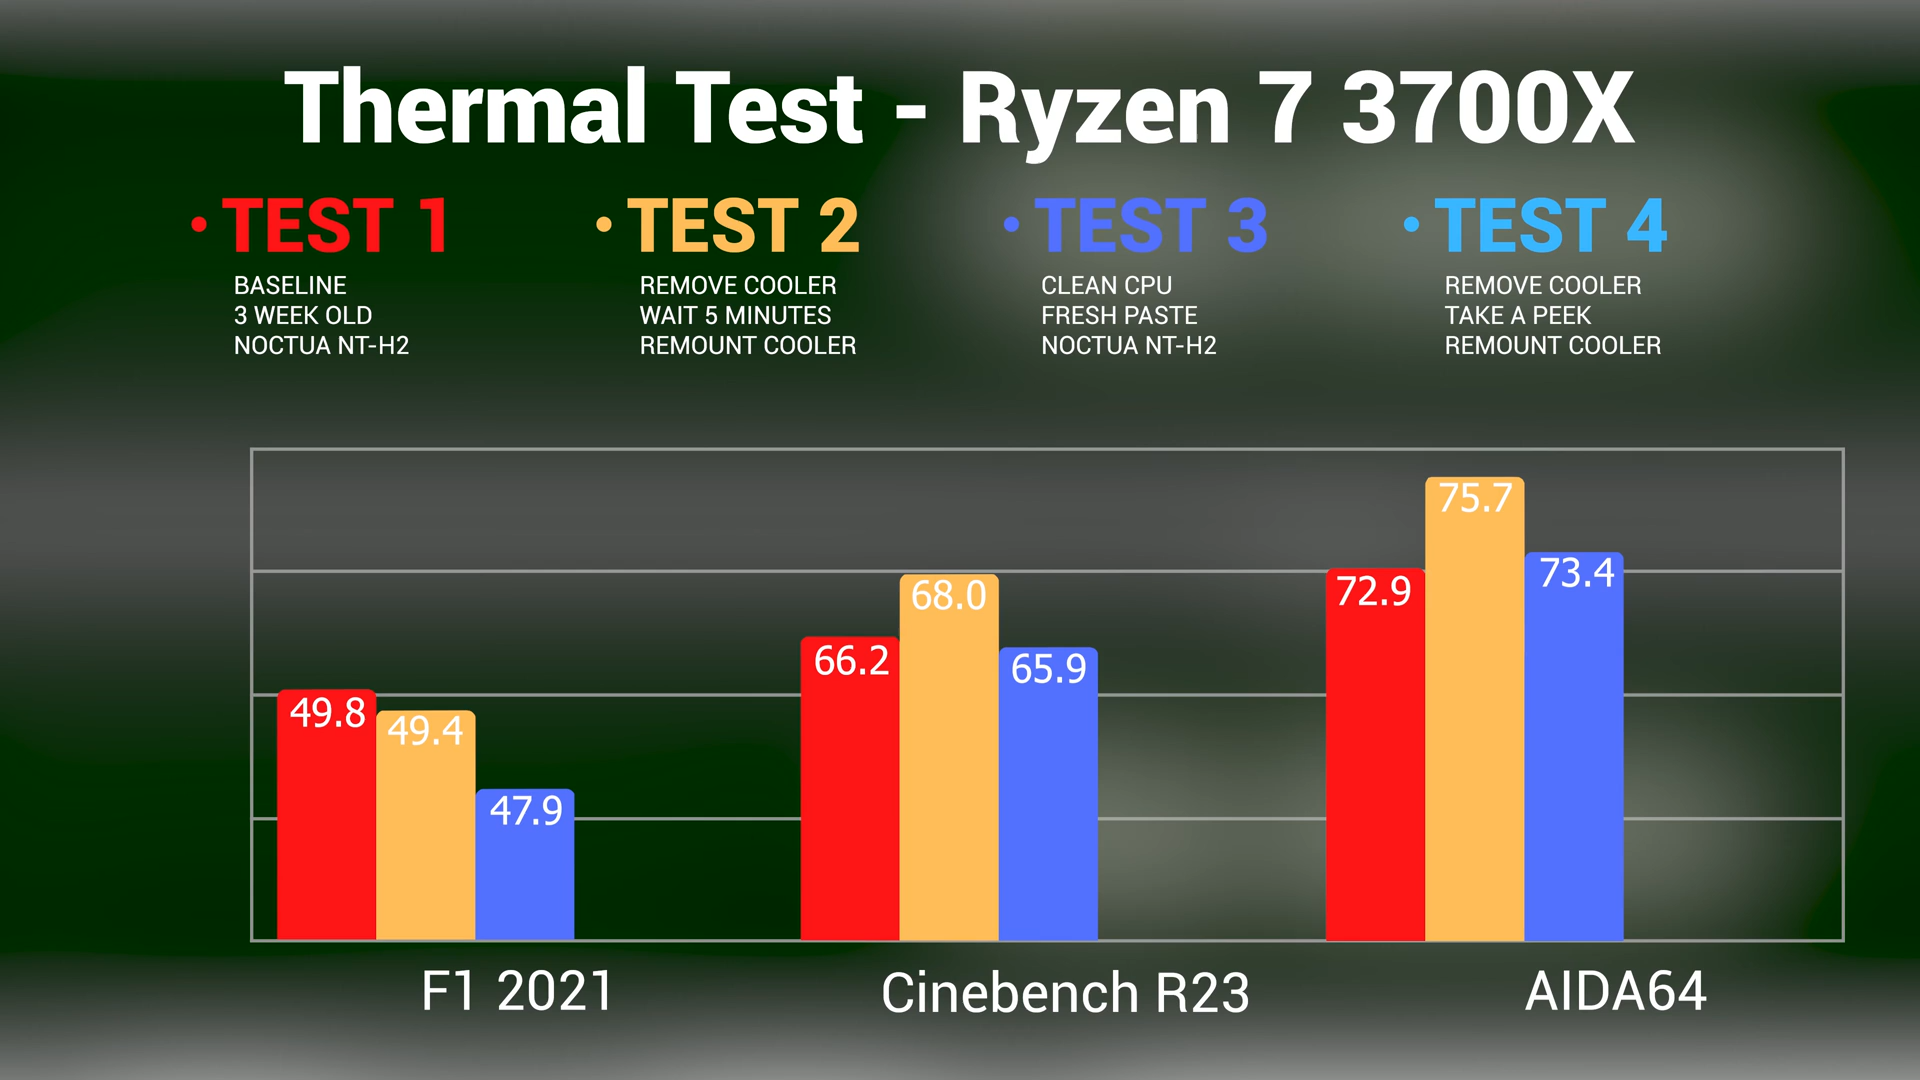 Thermal Test - Ryzen 7 3700X
• TEST 1
BASELINE
3 WEEK OLD
NOCTUA NT-H2
• TEST 2
REMOVE COOLER
WAIT 5 MINUTES
REMOUNT COOLER
• TEST 3
CLEAN CPU
FRESH PASTE
NOCTUA NT-H2
• TEST 4
REMOVE COOLER
TAKE A PEEK
REMOUNT COOLER
49.8
49.4
47.9
66.2
68.0
65.9
72.9
75.7
73.4
F1 2021
Cinebench R23
AIDA64